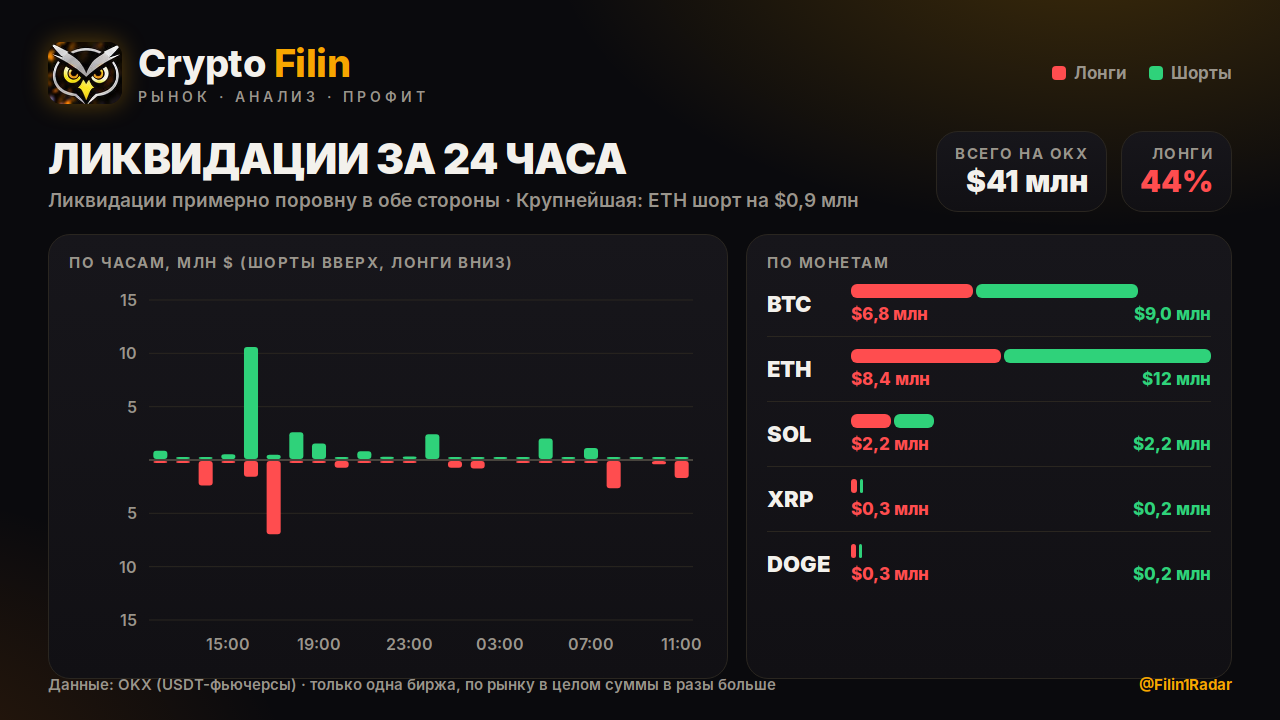 Crypto Filin
РЫНОК · АНАЛИЗ · ПРОФИТ
Лонги
Шорты
ЛИКВИДАЦИИ ЗА 24 ЧАСА
Ликвидации примерно поровну в обе стороны · Крупнейшая: ETH шорт на $0,9 млн
ВСЕГО НА OKX
$41 млн
ЛОНГИ
44%
ПО ЧАСАМ, МЛН $ (ШОРТЫ ВВЕРХ, ЛОНГИ ВНИЗ)
15
10
5
5
10
15
15:00 19:00 23:00 03:00 07:00 11:00
ПО МОНЕТАМ
BTC
$6,8 млн $9,0 млн
ETH
$8,4 млн $12 млн
SOL
$2,2 млн $2,2 млн
XRP
$0,3 млн $0,2 млн
DOGE
$0,3 млн $0,2 млн
Данные: OKX (USDT-фьючерсы) · только одна биржа, по рынку в целом суммы в разы больше
@Filin1Radar